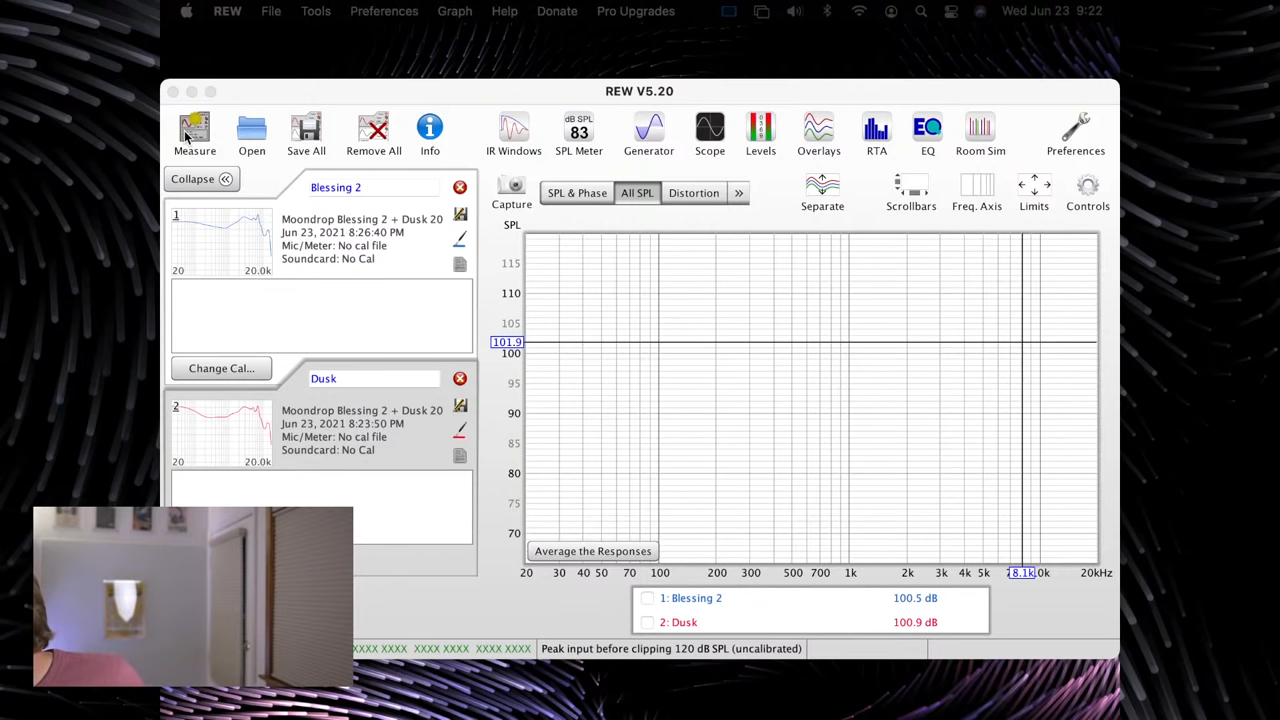 REW File Tools Preferences Graph Help Donate Pro Upgrades Wed Jun 23 9:22
REW V5.20
Measure Open Save All Remove All Info IR Windows dB SPL 83 SPL Meter Generator Scope Levels Overlays RTA EQ EQ Room Sim Preferences
Collapse
Blessing 2
1
Moondrop Blessing 2 + Dusk 20
Jun 23, 2021 8:26:40 PM
Mic/Meter: No cal file
Soundcard: No Cal
20 20.0k
Change Cal...
Dusk
2
Moondrop Blessing 2 + Dusk 20
Jun 23, 2021 8:23:50 PM
Mic/Meter: No cal file
Soundcard: No Cal
20 20.0k
Capture SPL & Phase All SPL Distortion » Separate Scrollbars Freq. Axis Limits Controls
SPL
115
110
105
101.9
100
95
90
85
80
75
70
Average the Responses
20 30 40 50 70 100 200 300 500 700 1k 2k 3k 4k 5k 8.1k 20kHz
1: Blessing 2 100.5 dB
2: Dusk 100.9 dB
XXXX XXXX XXXX XXXX XXXX XXXX Peak input before clipping 120 dB SPL (uncalibrated)